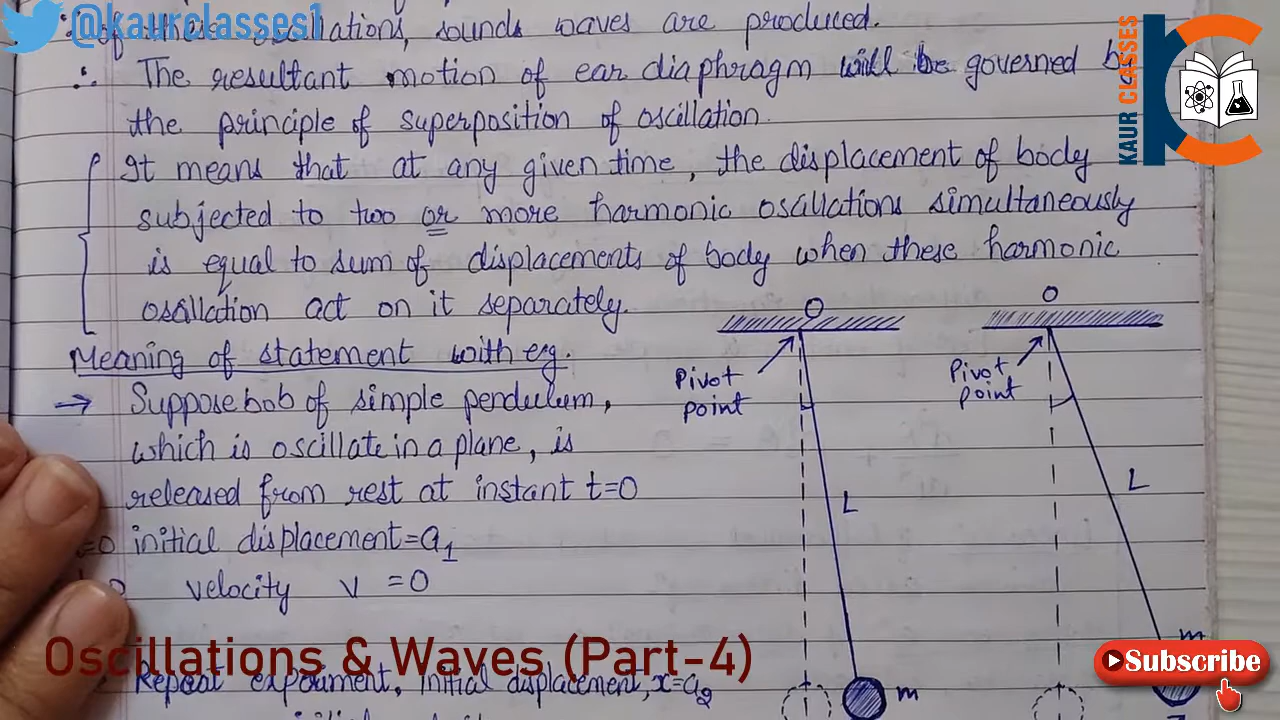 @kaurclasses1
of these oscillations, sounds waves are produced.
∴ The resultant motion of ear diaphragm will be governed b
the principle of superposition of oscillation.
It means that at any given time, the displacement of body
subjected to two or more harmonic osallations simultaneously
is equal to sum of displacements of body when these harmonic
osallation act on it separately.
Meaning of statement with eg.
→ Suppose bob of simple pendulum,
which is oscillate in a plane, is
released from rest at instant t=0
=0 initial displacement=a1
velocity v =0
Repeat experiment, initial displacement, x=a2
O
Pivot
point
L
m
O
Pivot
point
L
m
KAUR CLASSES
Oscillations & Waves (Part-4)
Subscribe